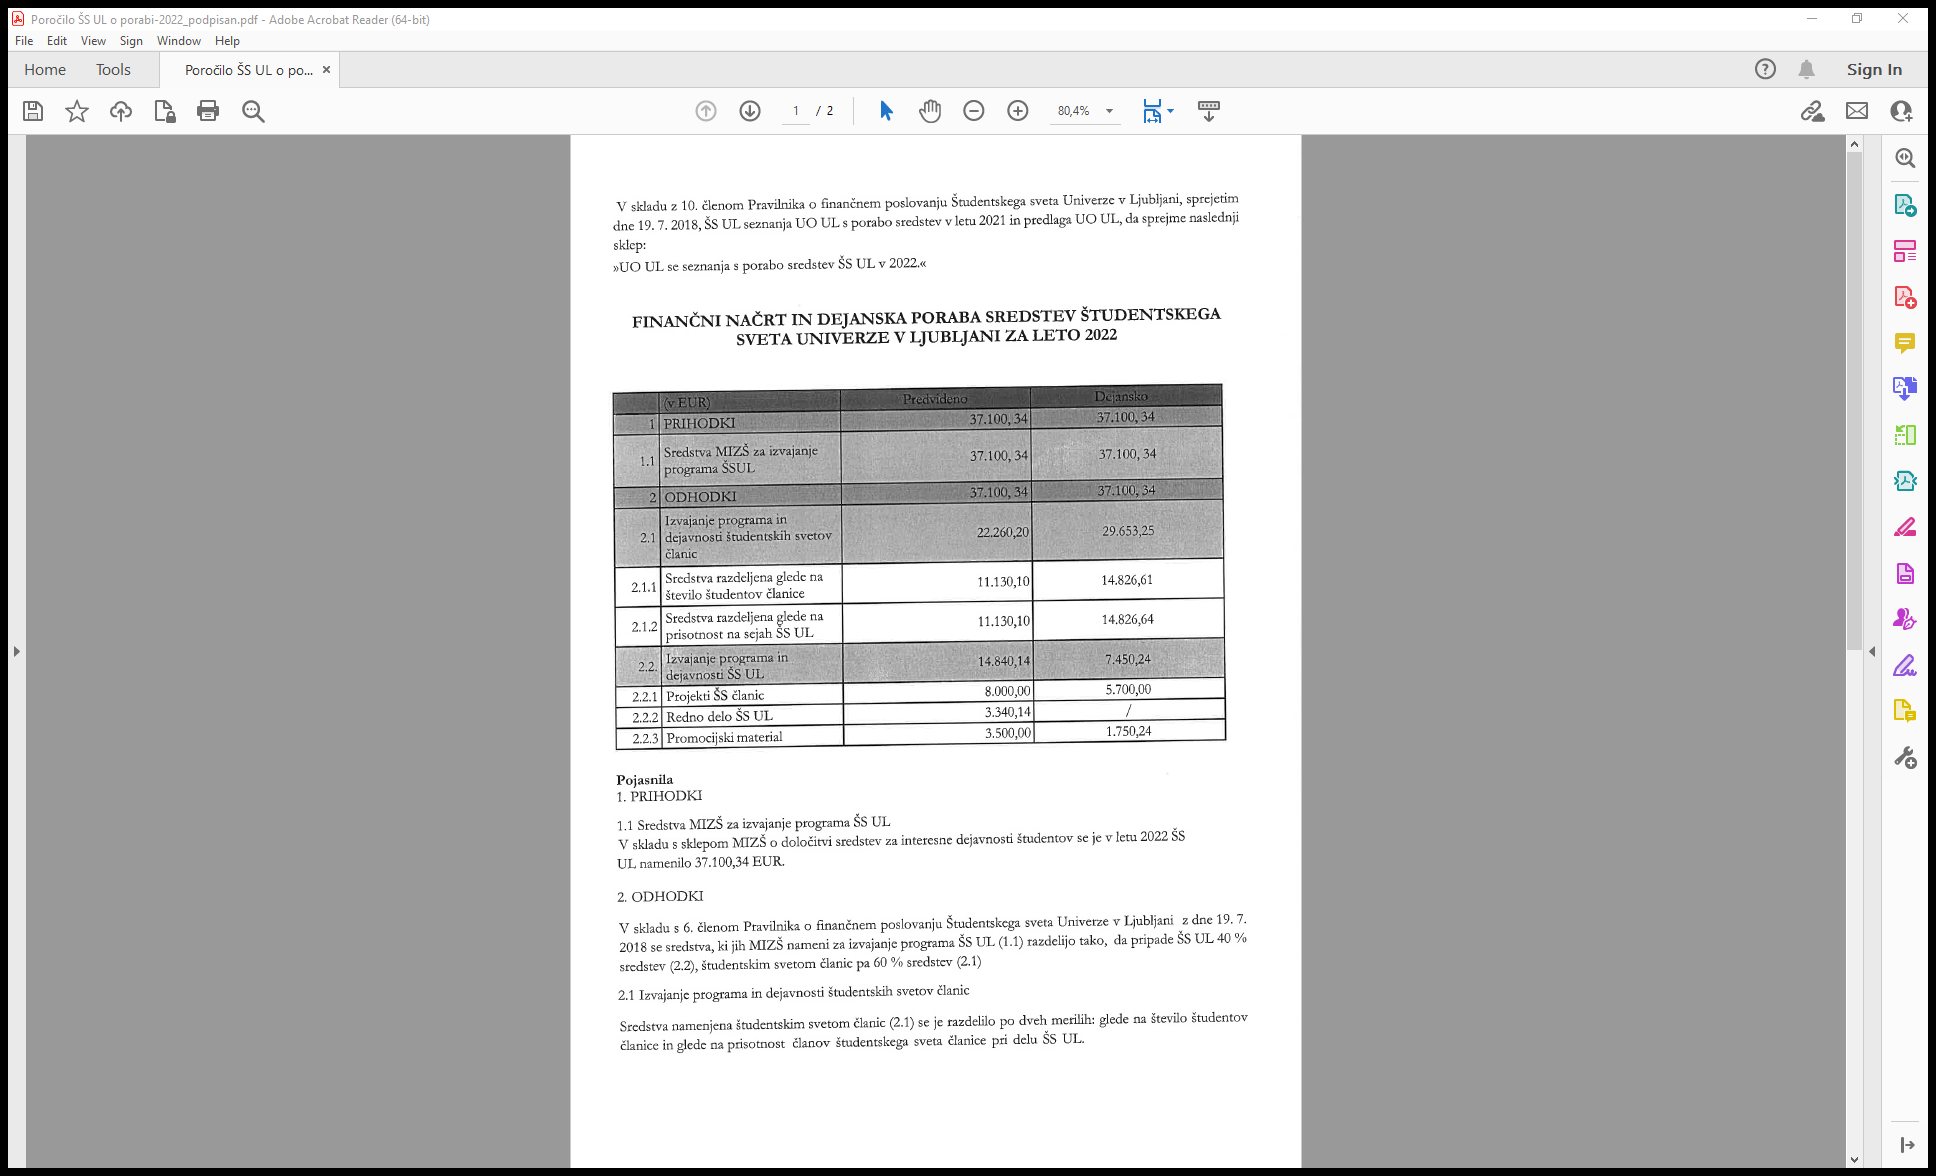 Poročilo ŠS UL o porabi-2022_podpisan.pdf - Adobe Acrobat Reader (64-bit)
File Edit View Sign Window Help
Home Tools Poročilo ŠS UL o po... Sign In
1 / 2 80,4%
V skladu z 10. členom Pravilnika o finančnem poslovanju Študentskega sveta Univerze v Ljubljani, sprejetim
dne 19. 7. 2018, ŠS UL seznanja UO UL s porabo sredstev v letu 2021 in predlaga UO UL, da sprejme naslednji
sklep:
»UO UL se seznanja s porabo sredstev ŠS UL v 2022.«
FINANČNI NAČRT IN DEJANSKA PORABA SREDSTEV ŠTUDENTSKEGA
SVETA UNIVERZE V LJUBLJANI ZA LETO 2022
(v EUR) Predvideno Dejansko
1 PRIHODKI 37.100, 34 37.100, 34
1.1 Sredstva MIZŠ za izvajanje
programa ŠSUL 37.100, 34 37.100, 34
2 ODHODKI 37.100, 34 37.100, 34
2.1 Izvajanje programa in
dejavnosti študentskih svetov
članic 22.260,20 29.653,25
2.1.1 Sredstva razdeljena glede na
število študentov članice 11.130,10 14.826,61
2.1.2 Sredstva razdeljena glede na
prisotnost na sejah ŠS UL 11.130,10 14.826,64
2.2. Izvajanje programa in
dejavnosti ŠS UL 14.840,14 7.450,24
2.2.1 Projekti ŠS članic 8.000,00 5.700,00
2.2.2 Redno delo ŠS UL 3.340,14 /
2.2.3 Promocijski material 3.500,00 1.750,24
Pojasnila
1. PRIHODKI
1.1 Sredstva MIZŠ za izvajanje programa ŠS UL
V skladu s sklepom MIZŠ o določitvi sredstev za interesne dejavnosti študentov se je v letu 2022 ŠS
UL namenilo 37.100,34 EUR.
2. ODHODKI
V skladu s 6. členom Pravilnika o finančnem poslovanju Študentskega sveta Univerze v Ljubljani z dne 19. 7.
2018 se sredstva, ki jih MIZŠ nameni za izvajanje programa ŠS UL (1.1) razdelijo tako, da pripade ŠS UL 40 %
sredstev (2.2), študentskim svetom članic pa 60 % sredstev (2.1)
2.1 Izvajanje programa in dejavnosti študentskih svetov članic
Sredstva namenjena študentskim svetom članic (2.1) se je razdelilo po dveh merilih: glede na število študentov
članice in glede na prisotnost članov študentskega sveta članice pri delu ŠS UL.